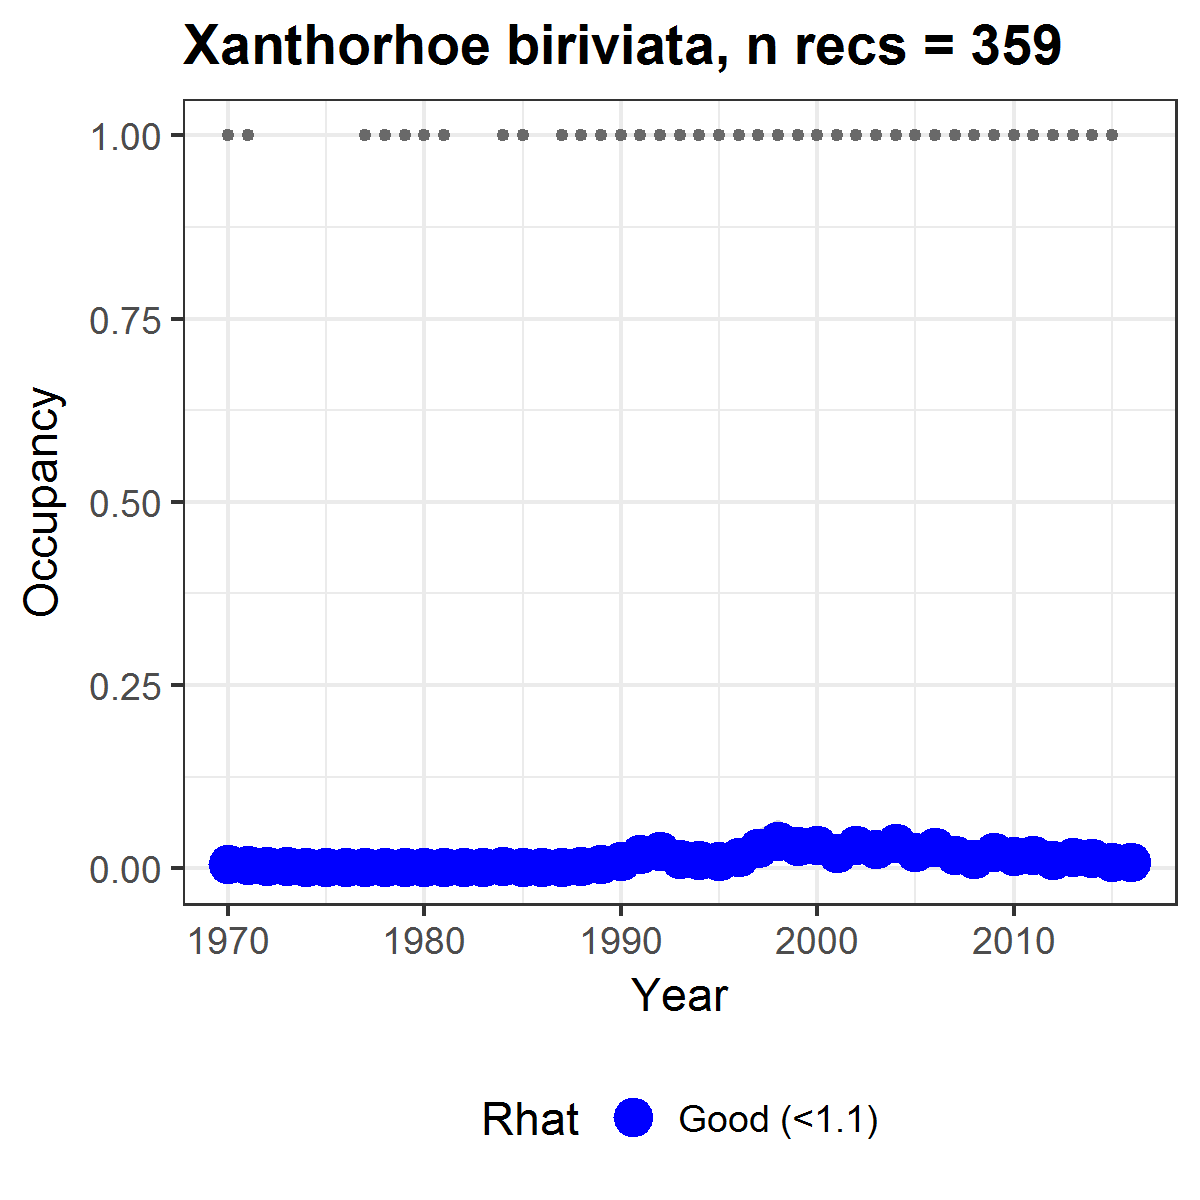 Xanthorhoe biriviata, n recs = 359
1.00
0.75
0.50
0.25
0.00
Occupancy
1970 1980 1990 2000 2010
Year
Rhat Good (<1.1)